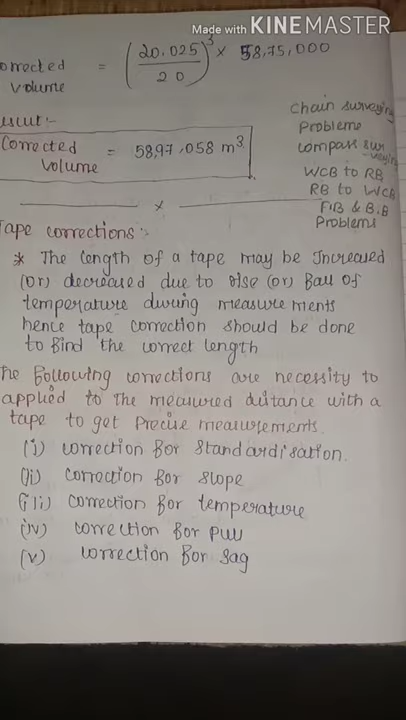 Made with KINEMASTER
orrected volume = (20.025 / 20)³ × 58,75,000
esult:-
Corrected Volume = 58,97,058 m³
Chain surveying
Problems
compass surveying
WCB to RB
RB to WCB
F.B & B.B
Problems
x
Tape corrections:-
* The length of a tape may be Increased
(or) decreased due to rise (or) fall of
temperature during measurements
hence tape correction should be done
to find the correct length
The following corrections are necessity to
applied to the measured distance with a
tape to get Precise measurements.
(i) correction for standardisation.
(ii) correction for slope
(iii) correction for temperature
(iv) correction for pull
(v) correction for sag